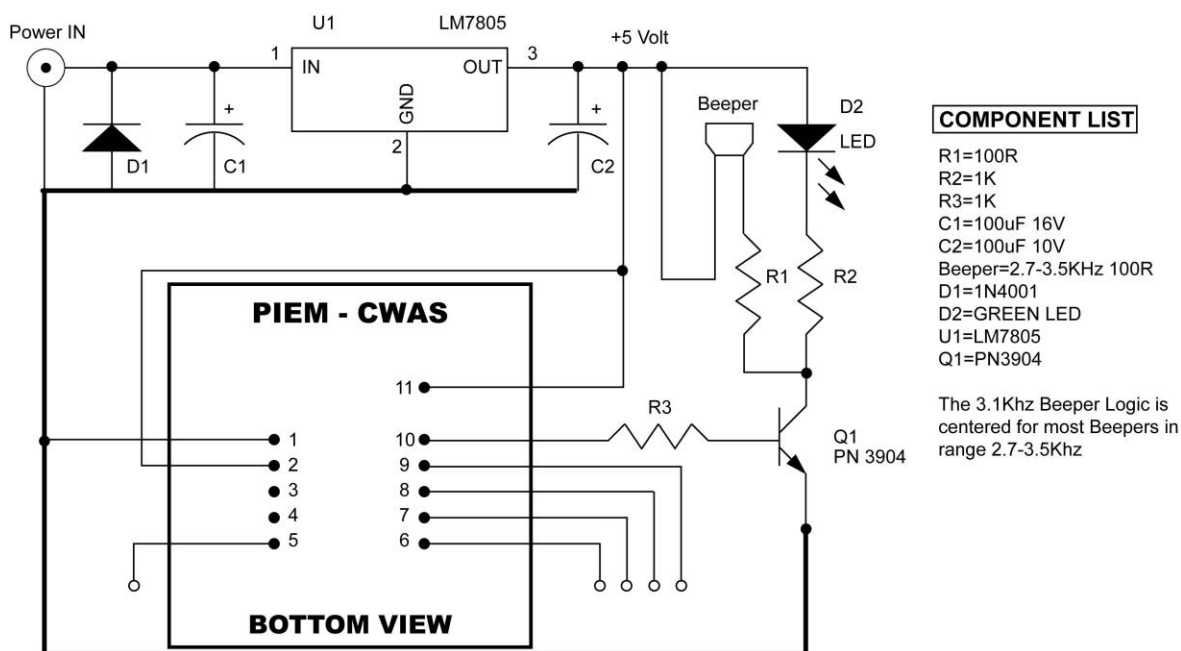 Power IN
U1
LM7805
+5 Volt
1
IN
OUT
3
GND
2
+
D1
C1
+
C2
Beeper
D2
LED
R1
R2
PIEM - CWAS
11
1
10
2
9
3
8
4
7
5
6
R3
Q1
PN 3904
BOTTOM VIEW
COMPONENT LIST
R1=100R
R2=1K
R3=1K
C1=100uF 16V
C2=100uF 10V
Beeper=2.7-3.5KHz 100R
D1=1N4001
D2=GREEN LED
U1=LM7805
Q1=PN3904
The 3.1Khz Beeper Logic is
centered for most Beepers in
range 2.7-3.5Khz